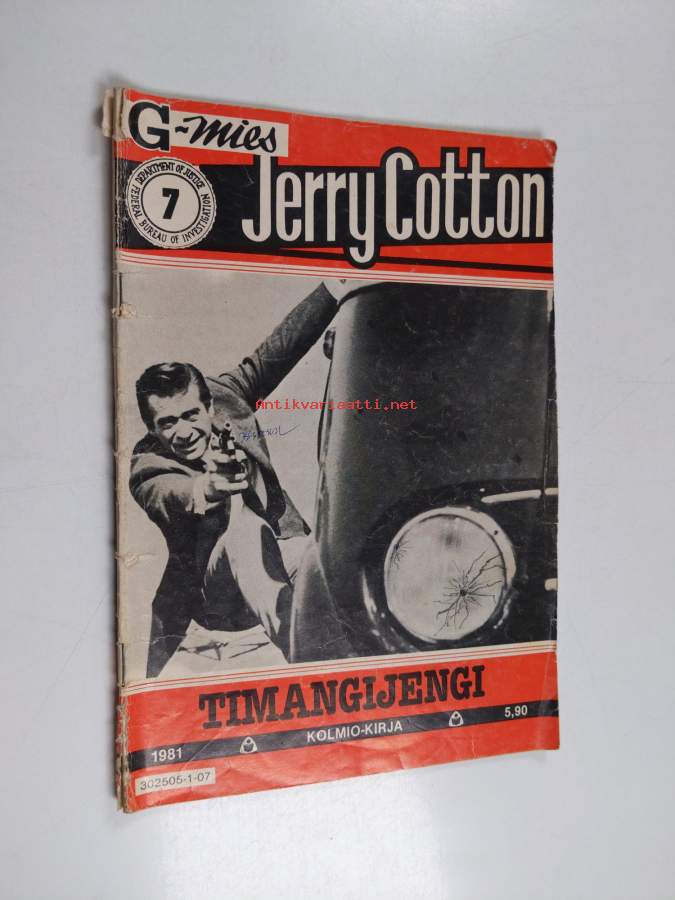 G-mies
Jerry Cotton
DEPARTMENT OF JUSTICE
7
FEDERAL BUREAU OF INVESTIGATION
Antikvariaatti.net
TIMANGIJENGI
1981 KOLMIO-KIRJA 5,90
302505-1-07